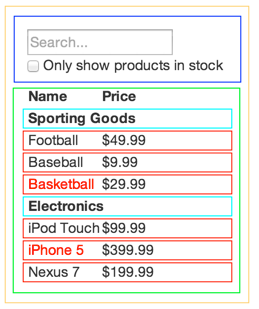 Search...
Only show products in stock
Name Price
Sporting Goods
Football $49.99
Baseball $9.99
Basketball $29.99
Electronics
iPod Touch $99.99
iPhone 5 $399.99
Nexus 7 $199.99